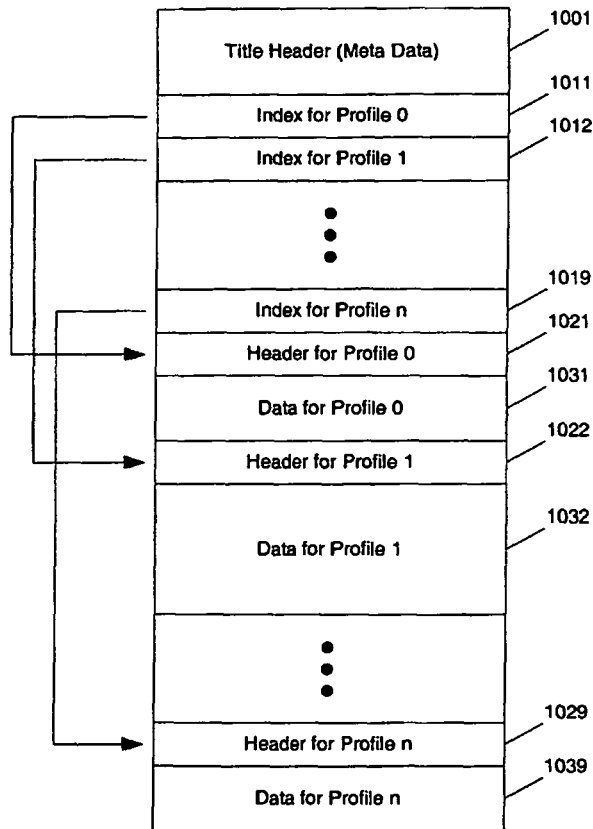 1001
Title Header (Meta Data)
1011
Index for Profile 0
1012
Index for Profile 1
1019
Index for Profile n
1021
Header for Profile 0
1031
Data for Profile 0
1022
Header for Profile 1
1032
Data for Profile 1
1029
Header for Profile n
1039
Data for Profile n